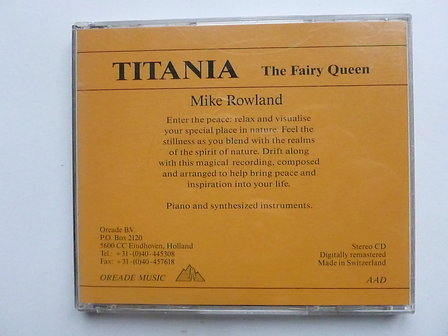 TITANIA The Fairy Queen
Mike Rowland
Enter the peace: relax and visualise
your special place in nature. Feel the
stillness as you blend with the realms
of the spirit of nature. Drift along
with this magical recording, composed
and arranged to help bring peace and
inspiration into your life.
Piano and synthesized instruments.
Oreade B.V.
P.O. Box 2120
5600 CC Eindhoven, Holland
Tel.: +31-(0)40-445308
Fax: +31-(0)40-457618
Stereo CD
Digitally remastered
Made in Switzerland
OREADE MUSIC
AAD